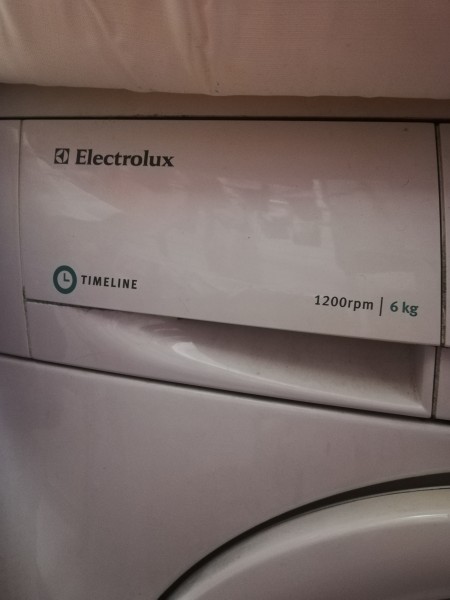 Electrolux
TIMELINE
1200rpm | 6 kg